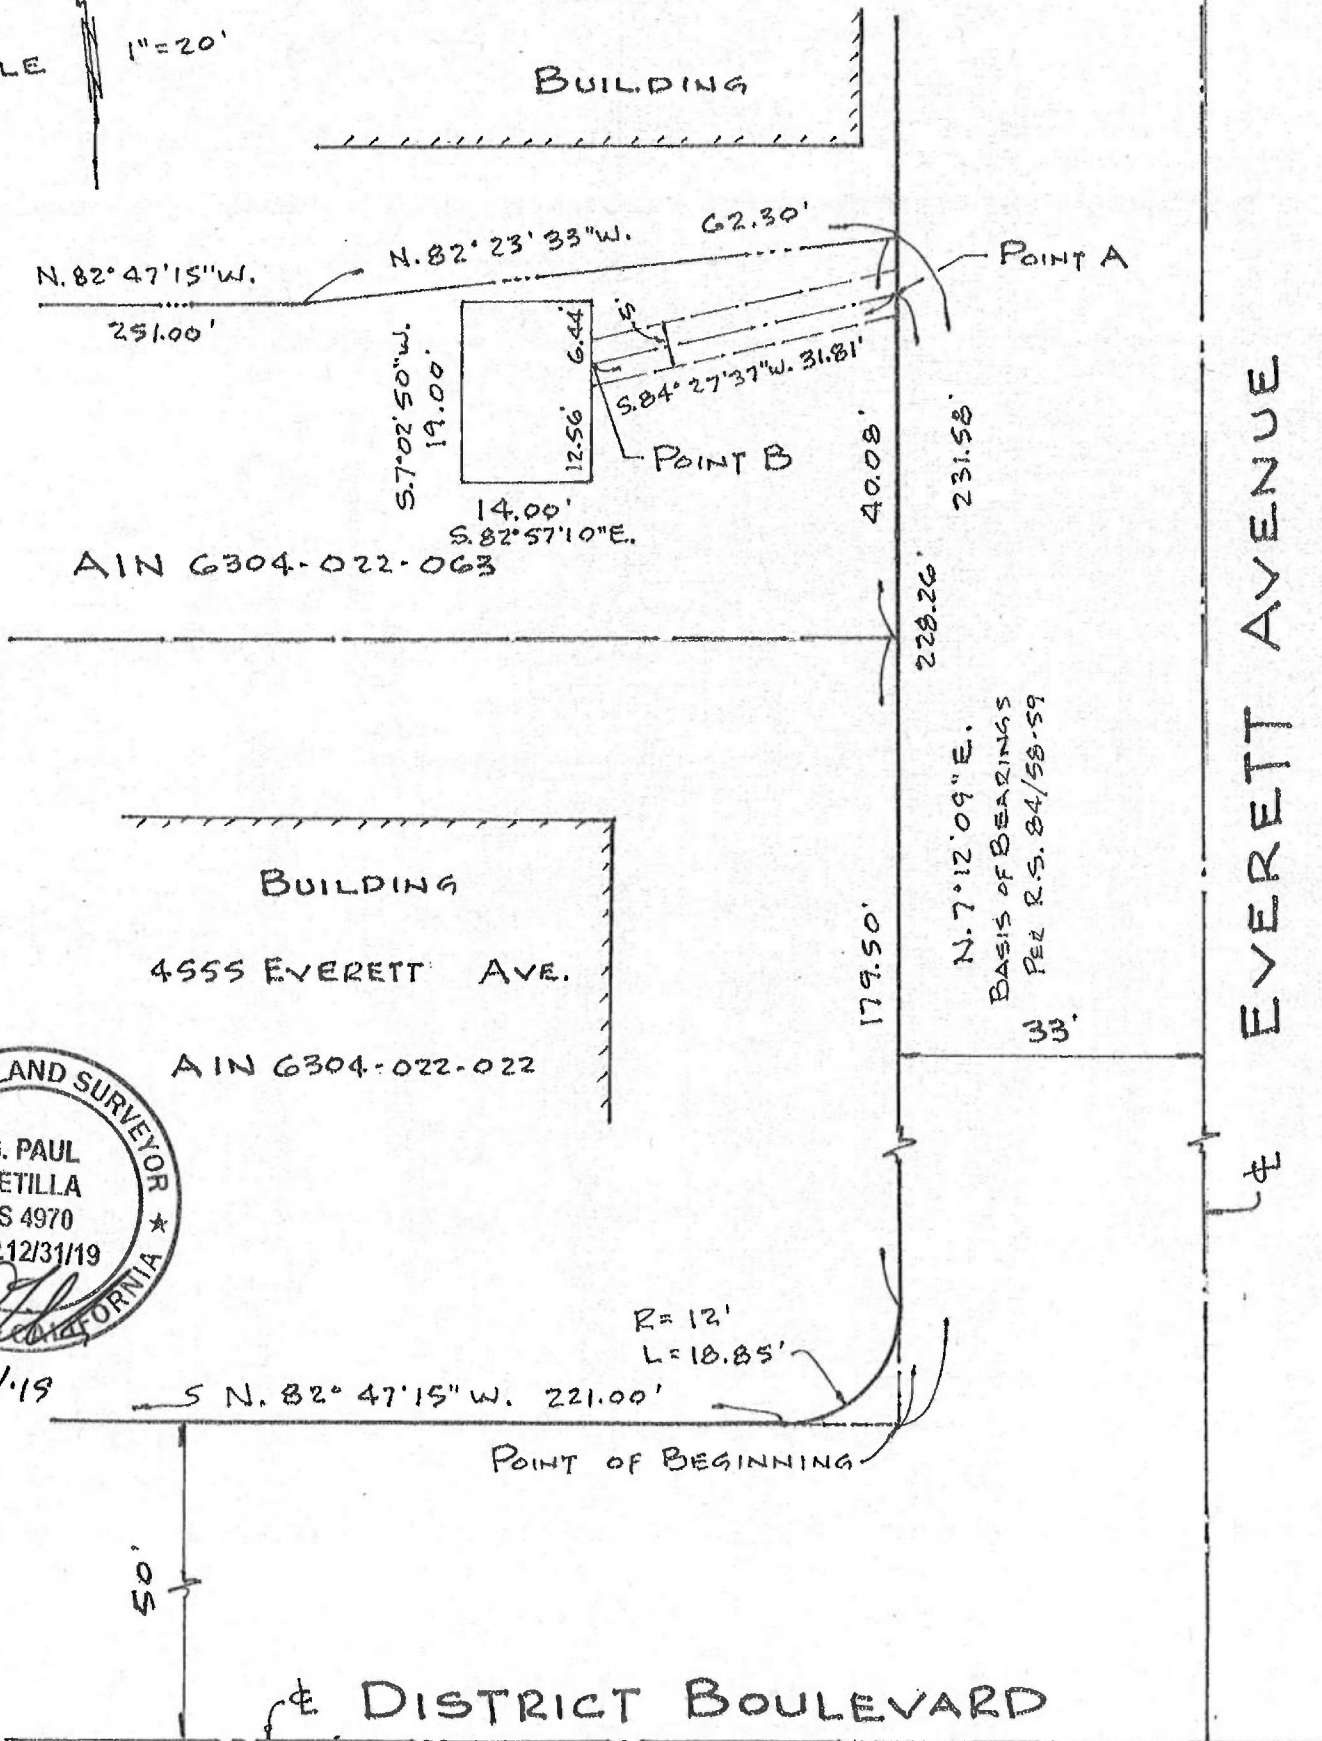 LE
1"=20'
BUILDING
N.82°47'15"W.
251.00'
N.82°23'33"W. 62.30'
POINT A
S.7°02'50"W.
19.00'
6.44'
12.56'
5'
S.84°27'37"W. 31.81'
POINT B
14.00'
S.82°57'10"E.
AIN 6304-022-063
40.08'
231.58'
228.26'
EVERETT AVENUE
N.7°12'09"E.
BASIS OF BEARINGS
PER R.S. 84/58-59
BUILDING
4555 EVERETT AVE.
AIN 6304-022-022
179.50'
33'
LAND SURVEYOR
PAUL
ETILLA
S 4970
12/31/19
CALIFORNIA
R=12'
L=18.85'
N.82°47'15"W. 221.00'
POINT OF BEGINNING
50'
℄
℄ DISTRICT BOULEVARD